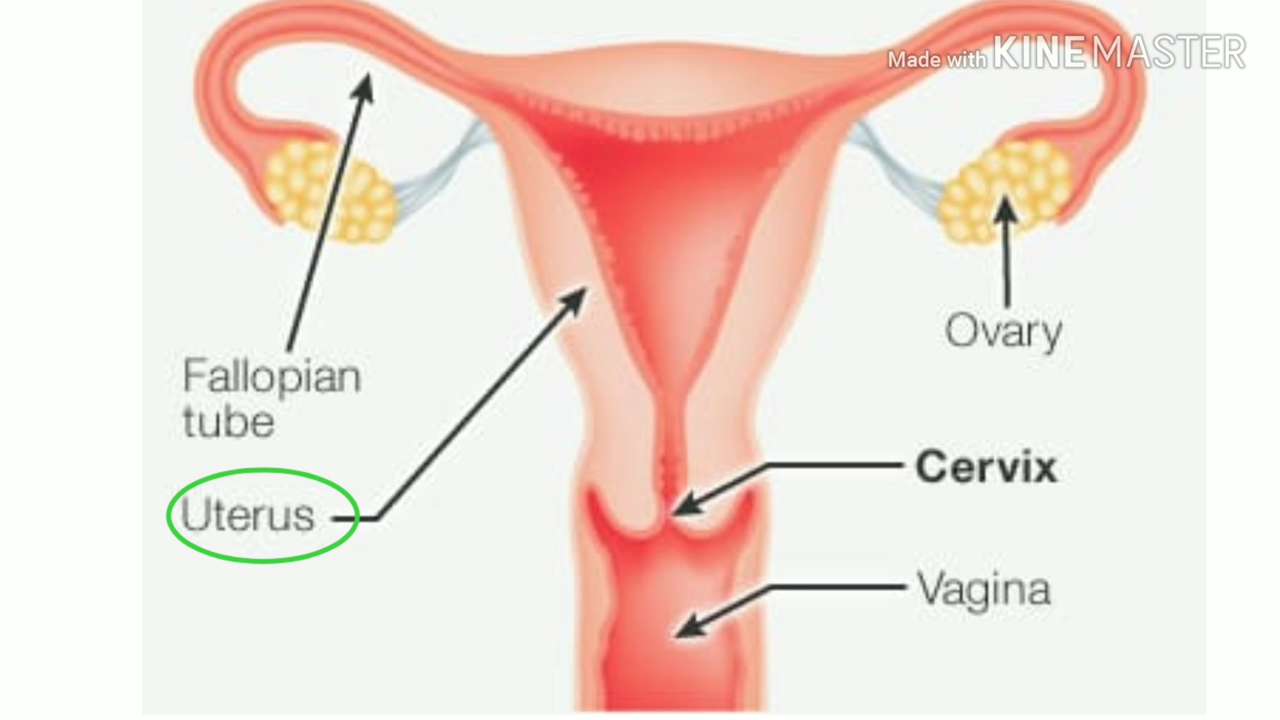 Made with KINEMASTER
Fallopian
tube
Uterus
Ovary
Cervix
Vagina